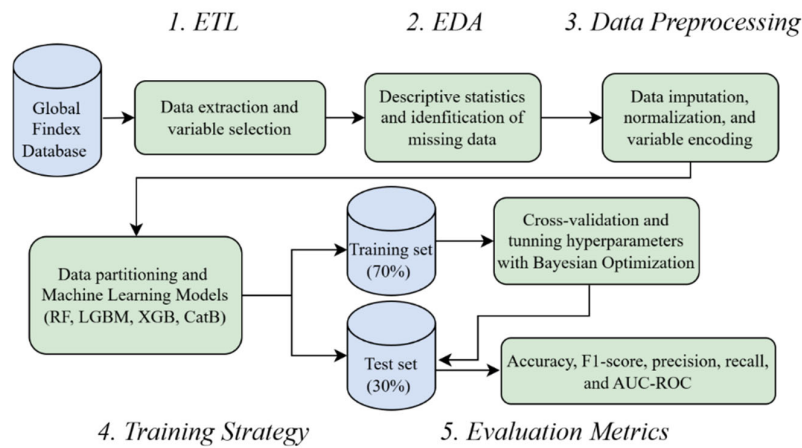 1. ETL
2. EDA
3. Data Preprocessing
Global
Findex
Database
Data extraction and
variable selection
Descriptive statistics
and idenfitication of
missing data
Data imputation,
normalization, and
variable encoding
Data partitioning and
Machine Learning Models
(RF, LGBM, XGB, CatB)
Training set
(70%)
Cross-validation and
tunning hyperparameters
with Bayesian Optimization
Test set
(30%)
Accuracy, F1-score, precision, recall,
and AUC-ROC
4. Training Strategy
5. Evaluation Metrics